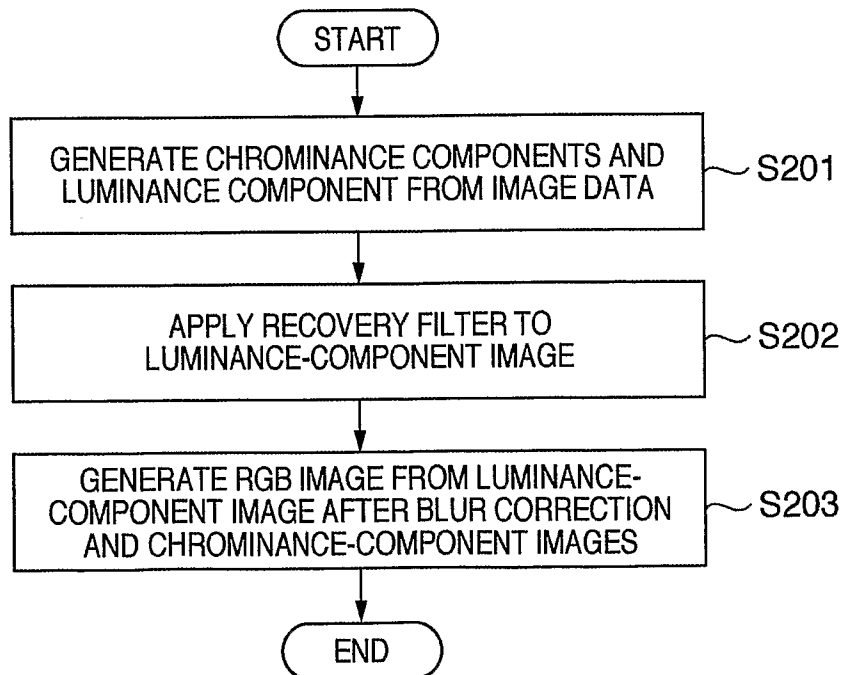 START
GENERATE CHROMINANCE COMPONENTS AND
LUMINANCE COMPONENT FROM IMAGE DATA
S201
APPLY RECOVERY FILTER TO
LUMINANCE-COMPONENT IMAGE
S202
GENERATE RGB IMAGE FROM LUMINANCE-
COMPONENT IMAGE AFTER BLUR CORRECTION
AND CHROMINANCE-COMPONENT IMAGES
S203
END